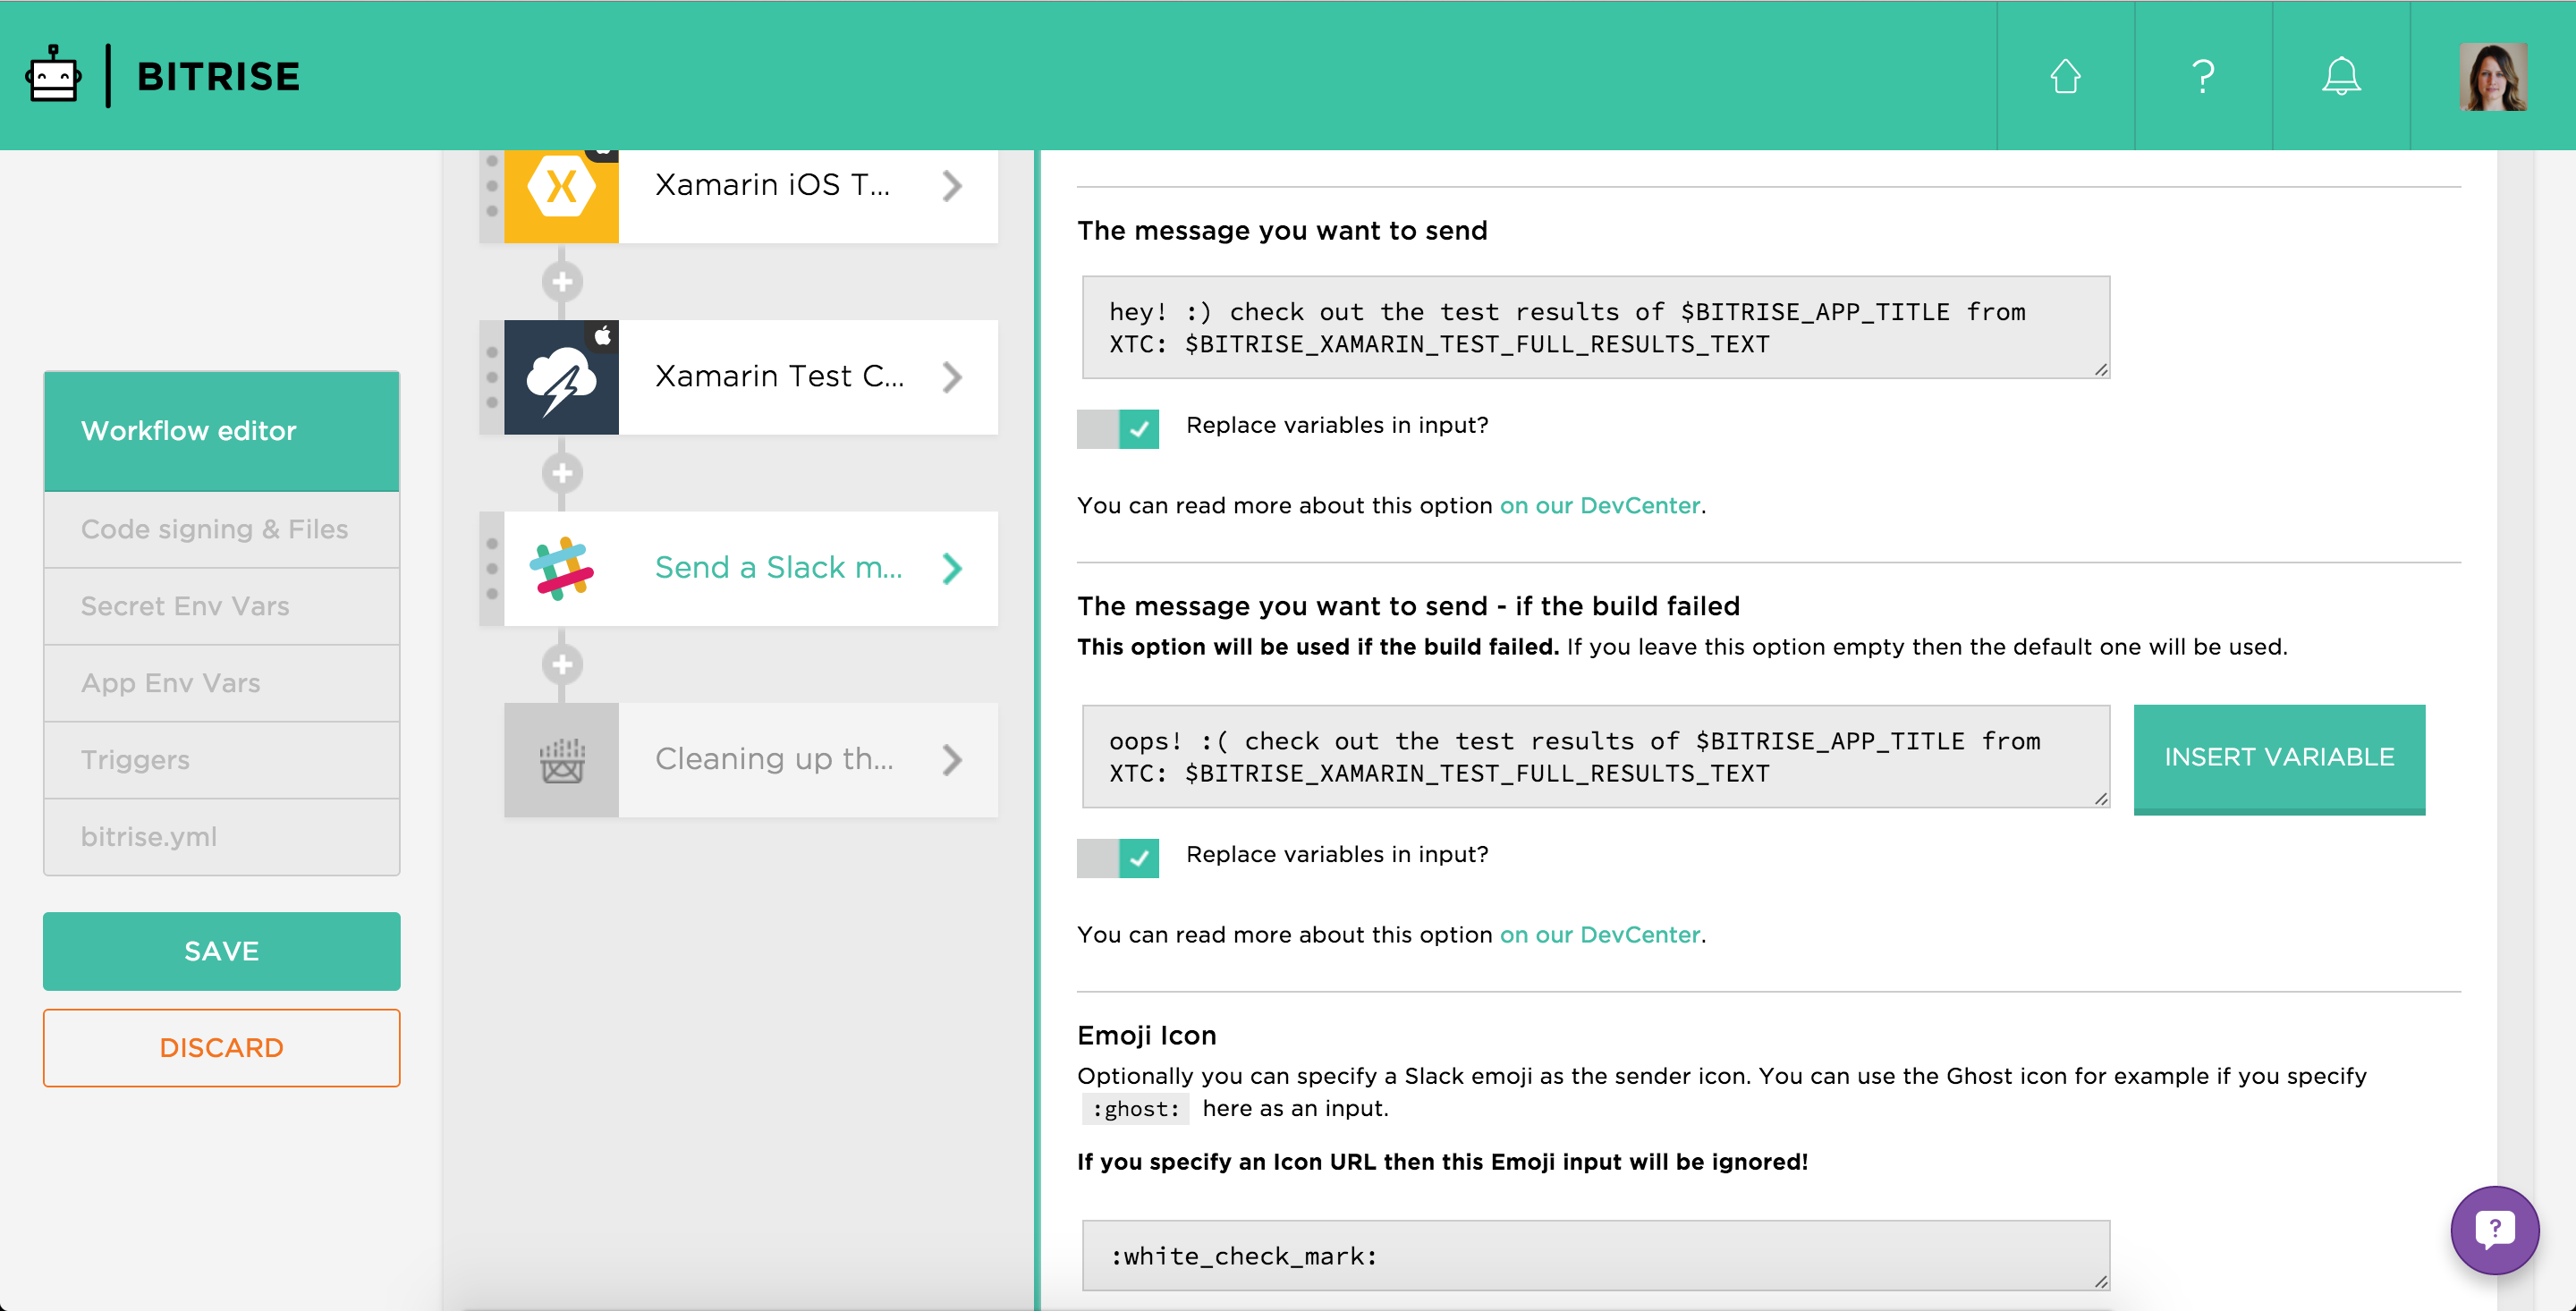 BITRISE
Workflow editor
Code signing & Files
Secret Env Vars
App Env Vars
Triggers
bitrise.yml
SAVE
DISCARD
Xamarin iOS T...
Xamarin Test C...
Send a Slack m...
Cleaning up th...
The message you want to send
hey! :) check out the test results of $BITRISE_APP_TITLE from
XTC: $BITRISE_XAMARIN_TEST_FULL_RESULTS_TEXT
Replace variables in input?
You can read more about this option on our DevCenter.
The message you want to send - if the build failed
This option will be used if the build failed. If you leave this option empty then the default one will be used.
oops! :( check out the test results of $BITRISE_APP_TITLE from
XTC: $BITRISE_XAMARIN_TEST_FULL_RESULTS_TEXT
INSERT VARIABLE
Replace variables in input?
You can read more about this option on our DevCenter.
Emoji Icon
Optionally you can specify a Slack emoji as the sender icon. You can use the Ghost icon for example if you specify
:ghost: here as an input.
If you specify an Icon URL then this Emoji input will be ignored!
:white_check_mark: